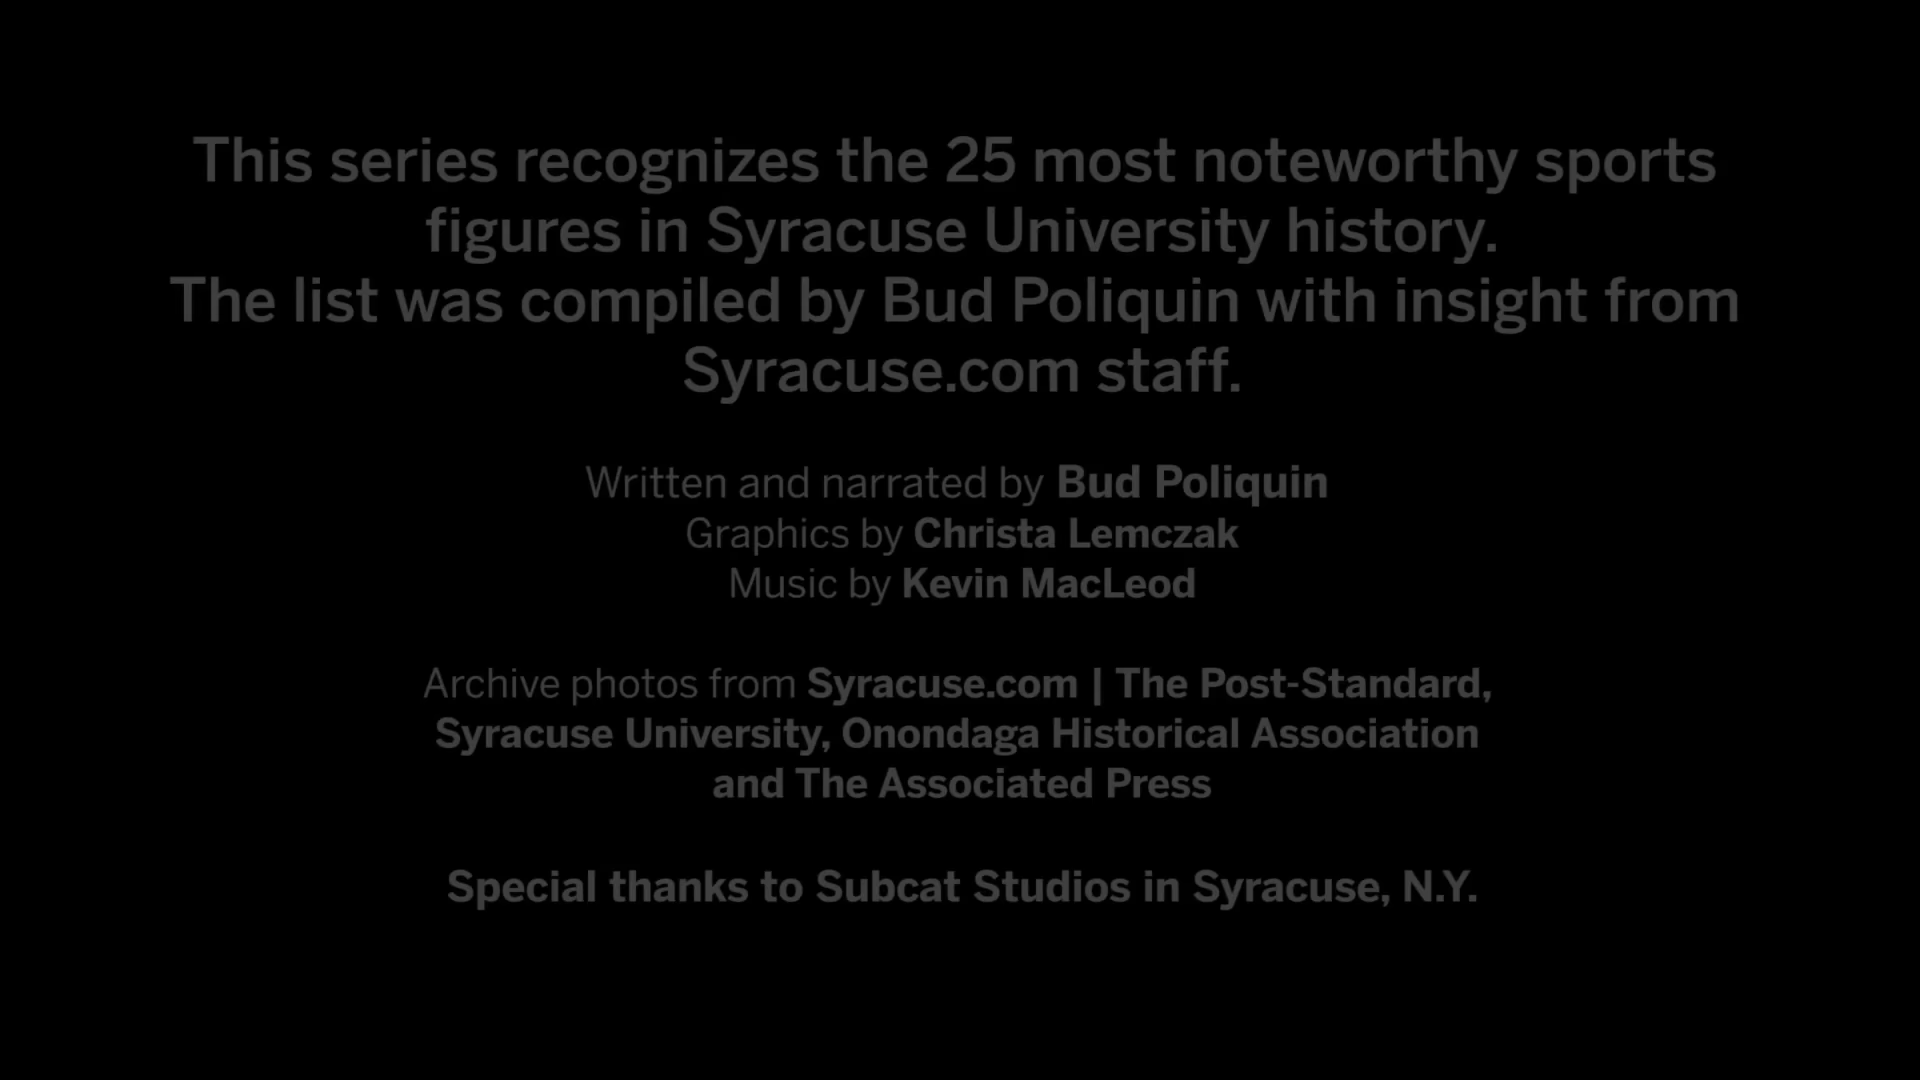 This series recognizes the 25 most noteworthy sports
figures in Syracuse University history.
The list was compiled by Bud Poliquin with insight from
Syracuse.com staff.
Written and narrated by Bud Poliquin
Graphics by Christa Lemczak
Music by Kevin MacLeod
Archive photos from Syracuse.com | The Post-Standard,
Syracuse University, Onondaga Historical Association
and The Associated Press
Special thanks to Subcat Studios in Syracuse, N.Y.